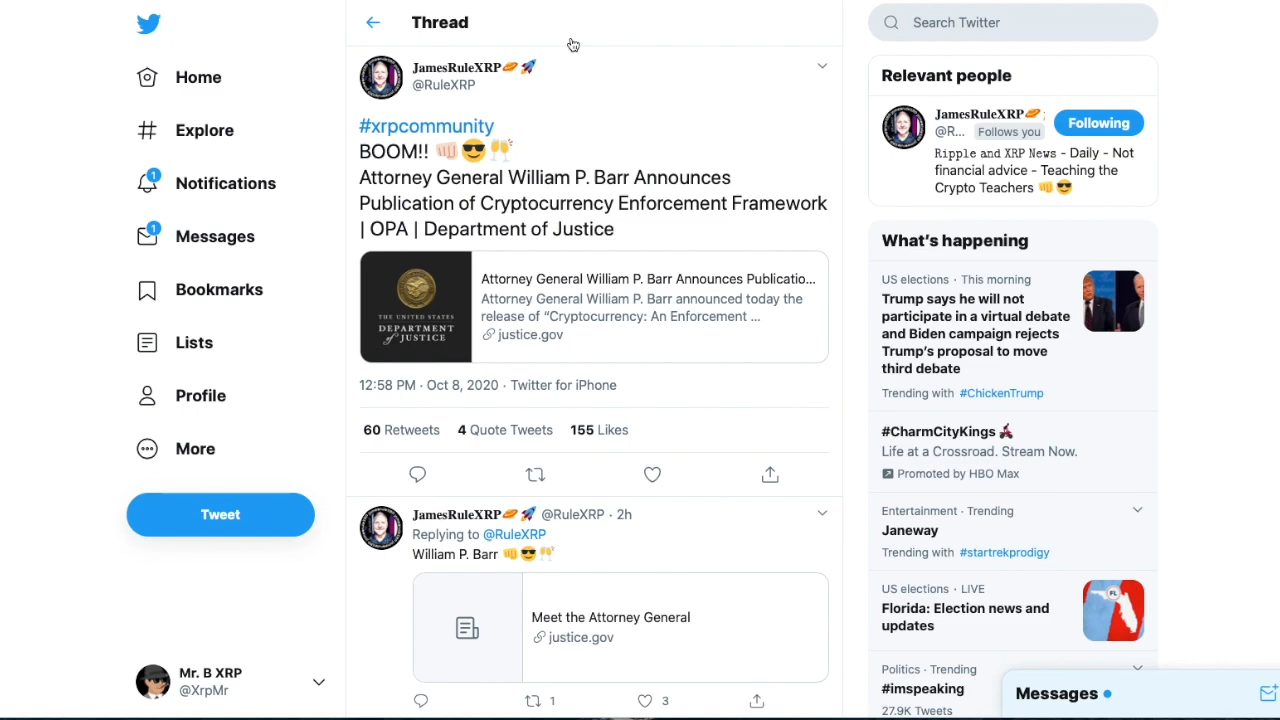 Home
Explore
1
Notifications
1
Messages
Bookmarks
Lists
Profile
More
Tweet
Mr. B XRP
@XrpMr
Thread
JamesRuleXRP
@RuleXRP
#xrpcommunity
BOOM!! 👊🏻😎🥂
Attorney General William P. Barr Announces
Publication of Cryptocurrency Enforcement Framework
| OPA | Department of Justice
THE UNITED STATES
DEPARTMENT
of JUSTICE
Attorney General William P. Barr Announces Publicatio...
Attorney General William P. Barr announced today the
release of “Cryptocurrency: An Enforcement ...
justice.gov
12:58 PM · Oct 8, 2020 · Twitter for iPhone
60 Retweets 4 Quote Tweets 155 Likes
JamesRuleXRP @RuleXRP · 2h
Replying to @RuleXRP
William P. Barr 👊😎🥂
Meet the Attorney General
justice.gov
1 3
Search Twitter
Relevant people
JamesRuleXRP
@R... Follows you
Following
Ripple and XRP News - Daily - Not
financial advice - Teaching the
Crypto Teachers 👊😎
What’s happening
US elections · This morning
Trump says he will not
participate in a virtual debate
and Biden campaign rejects
Trump’s proposal to move
third debate
Trending with #ChickenTrump
#CharmCityKings
Life at a Crossroad. Stream Now.
Promoted by HBO Max
Entertainment · Trending
Janeway
Trending with #startrekprodigy
US elections · LIVE
Florida: Election news and
updates
FL
Politics · Trending
#imspeaking
27.9K Tweets
Messages